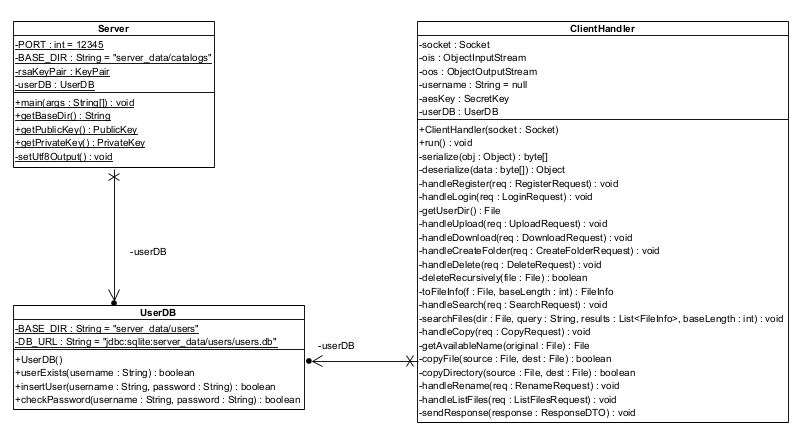 Server
-PORT : int = 12345
-BASE_DIR : String = "server_data/catalogs"
-rsaKeyPair : KeyPair
-userDB : UserDB
+main(args : String[]) : void
+getBaseDir() : String
+getPublicKey() : PublicKey
+getPrivateKey() : PrivateKey
-setUtf8Output() : void
-userDB
UserDB
-BASE_DIR : String = "server_data/users"
-DB_URL : String = "jdbc:sqlite:server_data/users/users.db"
+UserDB()
+userExists(username : String) : boolean
+insertUser(username : String, password : String) : boolean
+checkPassword(username : String, password : String) : boolean
-userDB
ClientHandler
-socket : Socket
-ois : ObjectInputStream
-oos : ObjectOutputStream
-username : String = null
-aesKey : SecretKey
-userDB : UserDB
+ClientHandler(socket : Socket)
+run() : void
-serialize(obj : Object) : byte[]
-deserialize(data : byte[]) : Object
-handleRegister(req : RegisterRequest) : void
-handleLogin(req : LoginRequest) : void
-getUserDir() : File
-handleUpload(req : UploadRequest) : void
-handleDownload(req : DownloadRequest) : void
-handleCreateFolder(req : CreateFolderRequest) : void
-handleDelete(req : DeleteRequest) : void
-deleteRecursively(file : File) : boolean
-toFileInfo(f : File, baseLength : int) : FileInfo
-handleSearch(req : SearchRequest) : void
-searchFiles(dir : File, query : String, results : List<FileInfo>, baseLength : int) : void
-handleCopy(req : CopyRequest) : void
-getAvailableName(original : File) : File
-copyFile(source : File, dest : File) : boolean
-copyDirectory(source : File, dest : File) : boolean
-handleRename(req : RenameRequest) : void
-handleListFiles(req : ListFilesRequest) : void
-sendResponse(response : ResponseDTO) : void